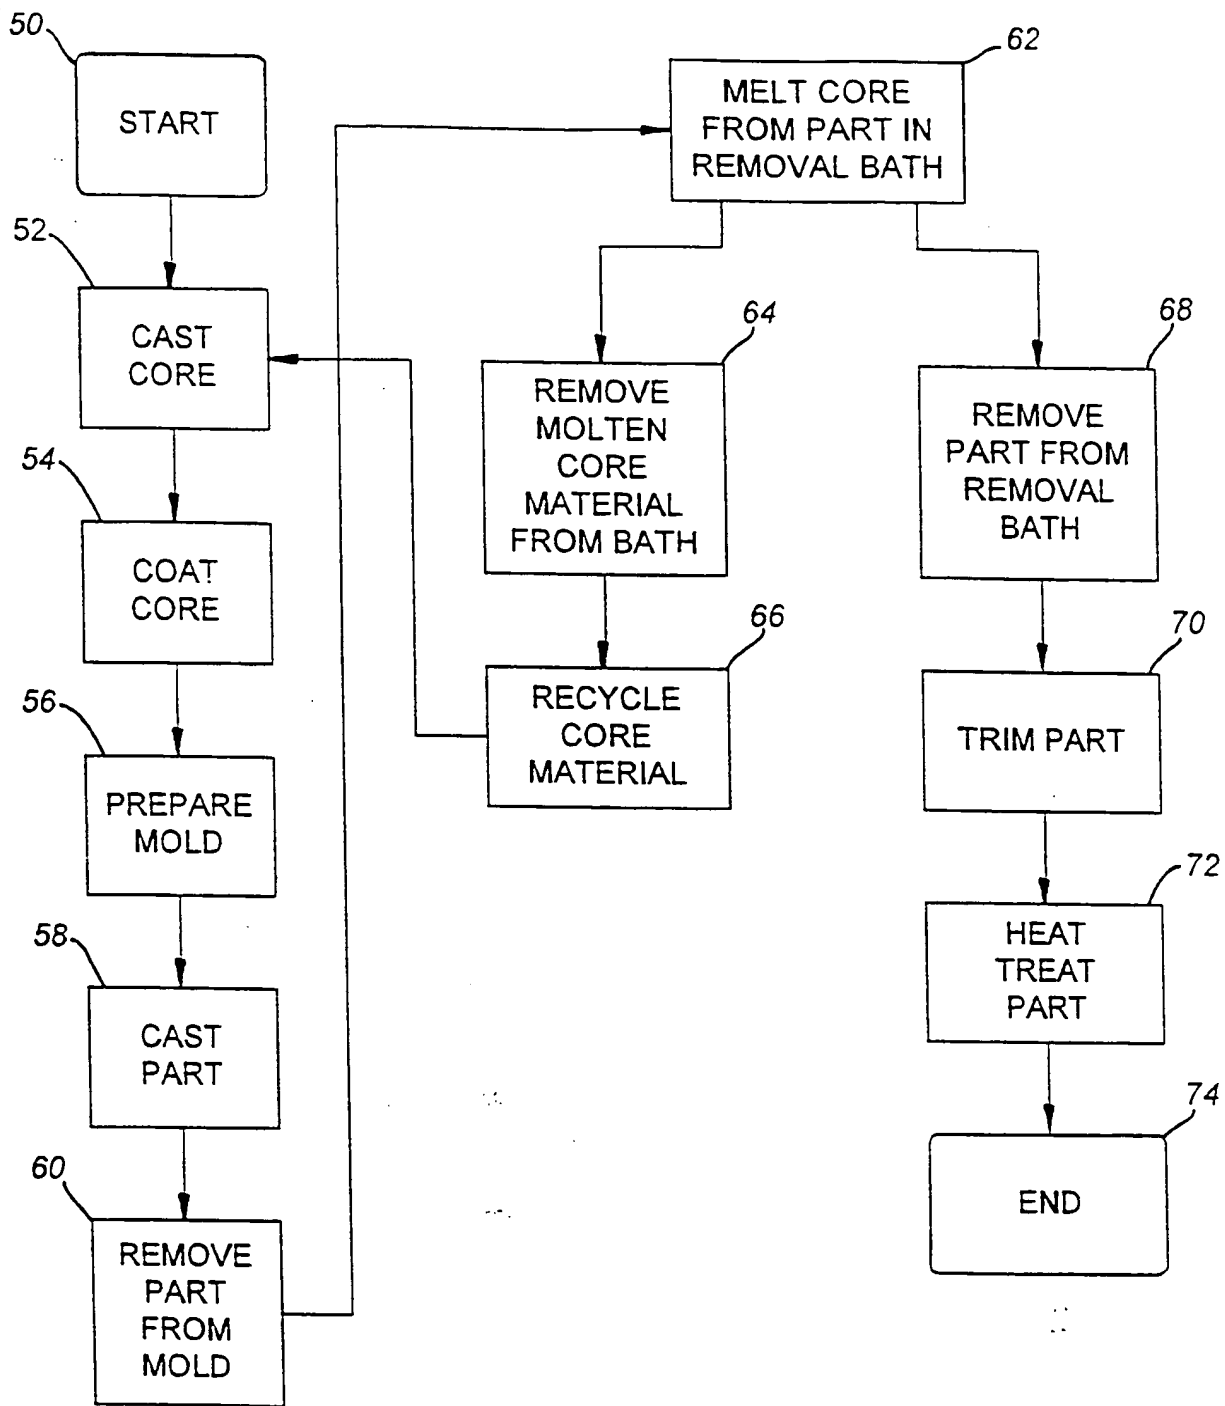 50
START
52
CAST
CORE
54
COAT
CORE
56
PREPARE
MOLD
58
CAST
PART
60
REMOVE
PART
FROM
MOLD
62
MELT CORE
FROM PART IN
REMOVAL BATH
64
REMOVE
MOLTEN
CORE
MATERIAL
FROM BATH
66
RECYCLE
CORE
MATERIAL
68
REMOVE
PART FROM
REMOVAL
BATH
70
TRIM PART
72
HEAT
TREAT
PART
74
END